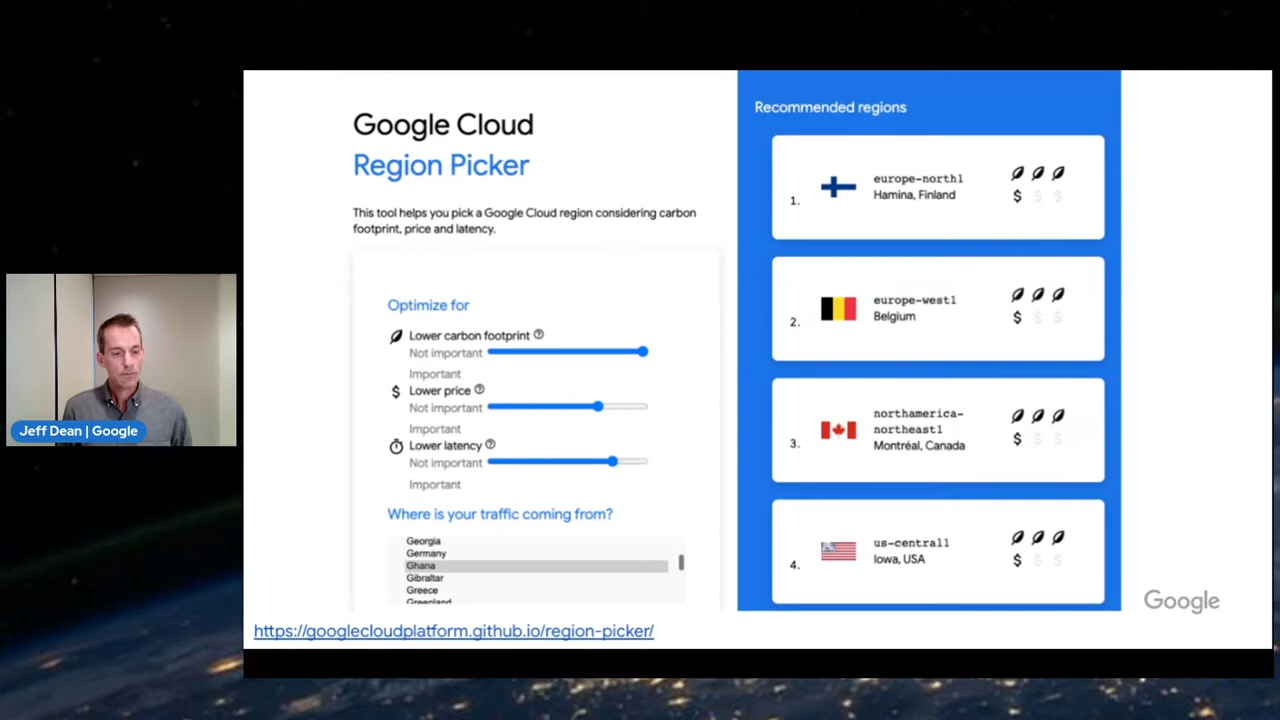 Google Cloud
Region Picker
This tool helps you pick a Google Cloud region considering carbon
footprint, price and latency.
Optimize for
Lower carbon footprint ?
Not important
Important
$ Lower price ?
Not important
Important
Lower latency ?
Not important
Important
Where is your traffic coming from?
Georgia
Germany
Ghana
Gibraltar
Greece
Greenland
https://googlecloudplatform.github.io/region-picker/
Recommended regions
1.
europe-north1
Hamina, Finland
$ $ $
2.
europe-west1
Belgium
$ $ $
3.
northamerica-
northeast1
Montréal, Canada
$ $ $
4.
us-central1
Iowa, USA
$ $ $
Google
Jeff Dean | Google